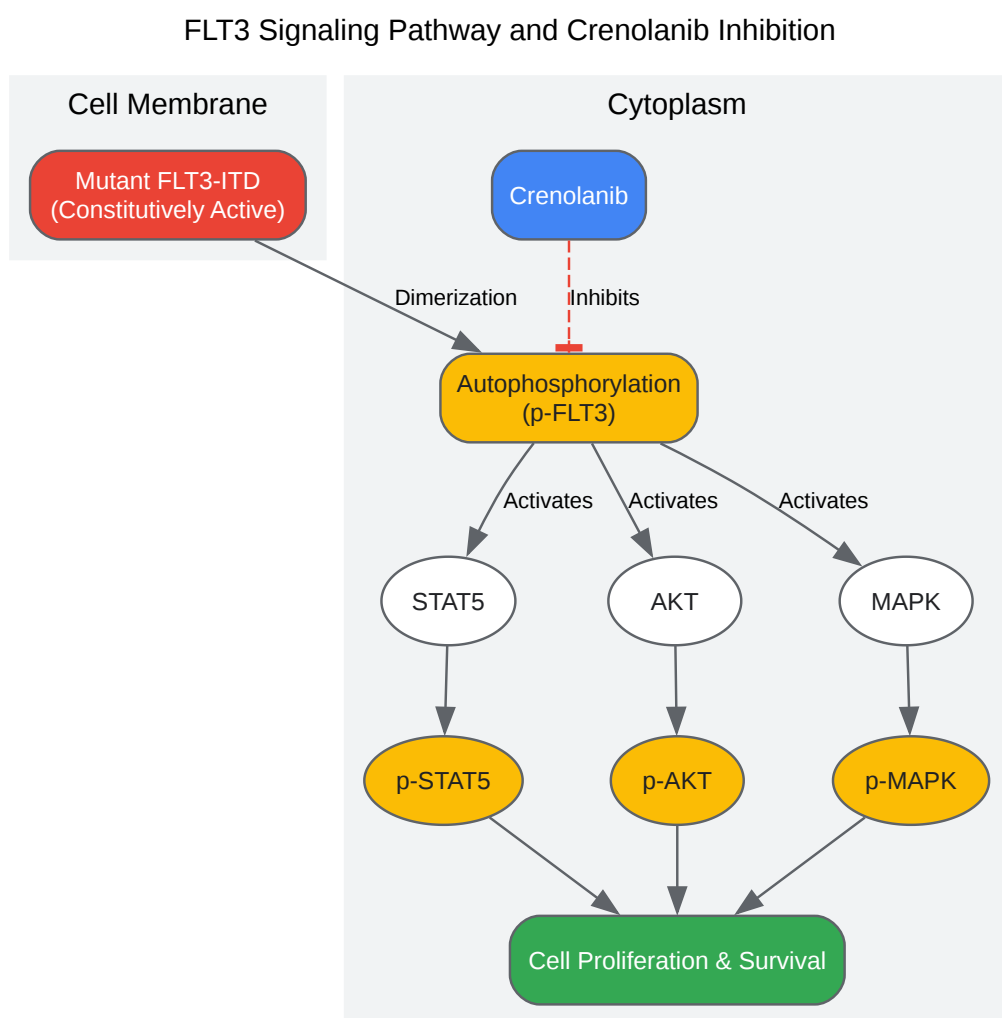 FLT3 Signaling Pathway and Crenolanib Inhibition
Cell Membrane
Cytoplasm
Mutant FLT3-ITD
(Constitutively Active)
Crenolanib
Dimerization
Inhibits
Autophosphorylation
(p-FLT3)
Activates
Activates
Activates
STAT5
AKT
MAPK
p-STAT5
p-AKT
p-MAPK
Cell Proliferation & Survival